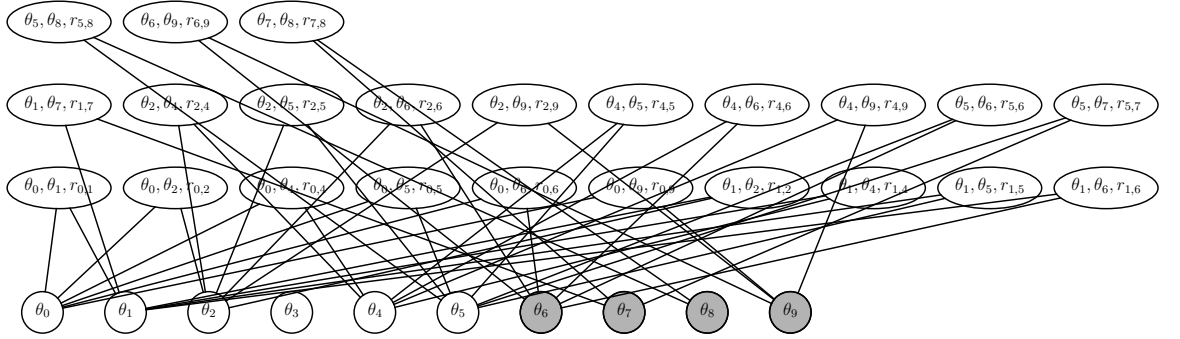 θ₅, θ₈, r₅,₈ θ₆, θ₉, r₆,₉ θ₇, θ₈, r₇,₈
θ₁, θ₇, r₁,₇ θ₂, θ₄, r₂,₄ θ₂, θ₅, r₂,₅ θ₂, θ₆, r₂,₆ θ₂, θ₉, r₂,₉ θ₄, θ₅, r₄,₅ θ₄, θ₆, r₄,₆ θ₄, θ₉, r₄,₉ θ₅, θ₆, r₅,₆ θ₅, θ₇, r₅,₇
θ₀, θ₁, r₀,₁ θ₀, θ₂, r₀,₂ θ₀, θ₄, r₀,₄ θ₀, θ₅, r₀,₅ θ₀, θ₆, r₀,₆ θ₀, θ₉, r₀,₉ θ₁, θ₂, r₁,₂ θ₁, θ₄, r₁,₄ θ₁, θ₅, r₁,₅ θ₁, θ₆, r₁,₆
θ₀ θ₁ θ₂ θ₃ θ₄ θ₅ θ₆ θ₇ θ₈ θ₉